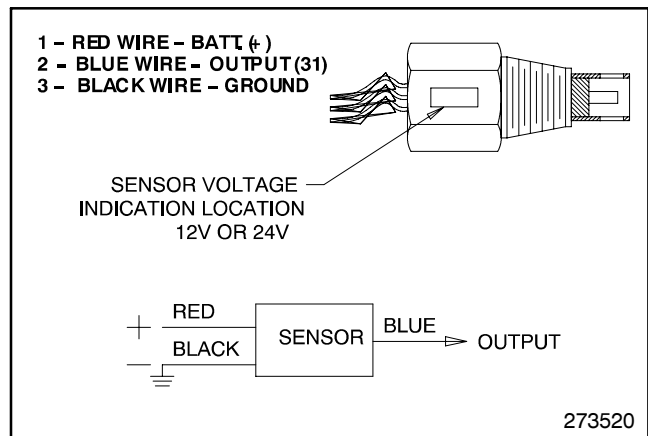 1 – RED WIRE – BATT. (+)
2 – BLUE WIRE – OUTPUT (31)
3 – BLACK WIRE – GROUND
SENSOR VOLTAGE
INDICATION LOCATION
12V OR 24V
+ RED
SENSOR
BLUE
OUTPUT
– BLACK
273520